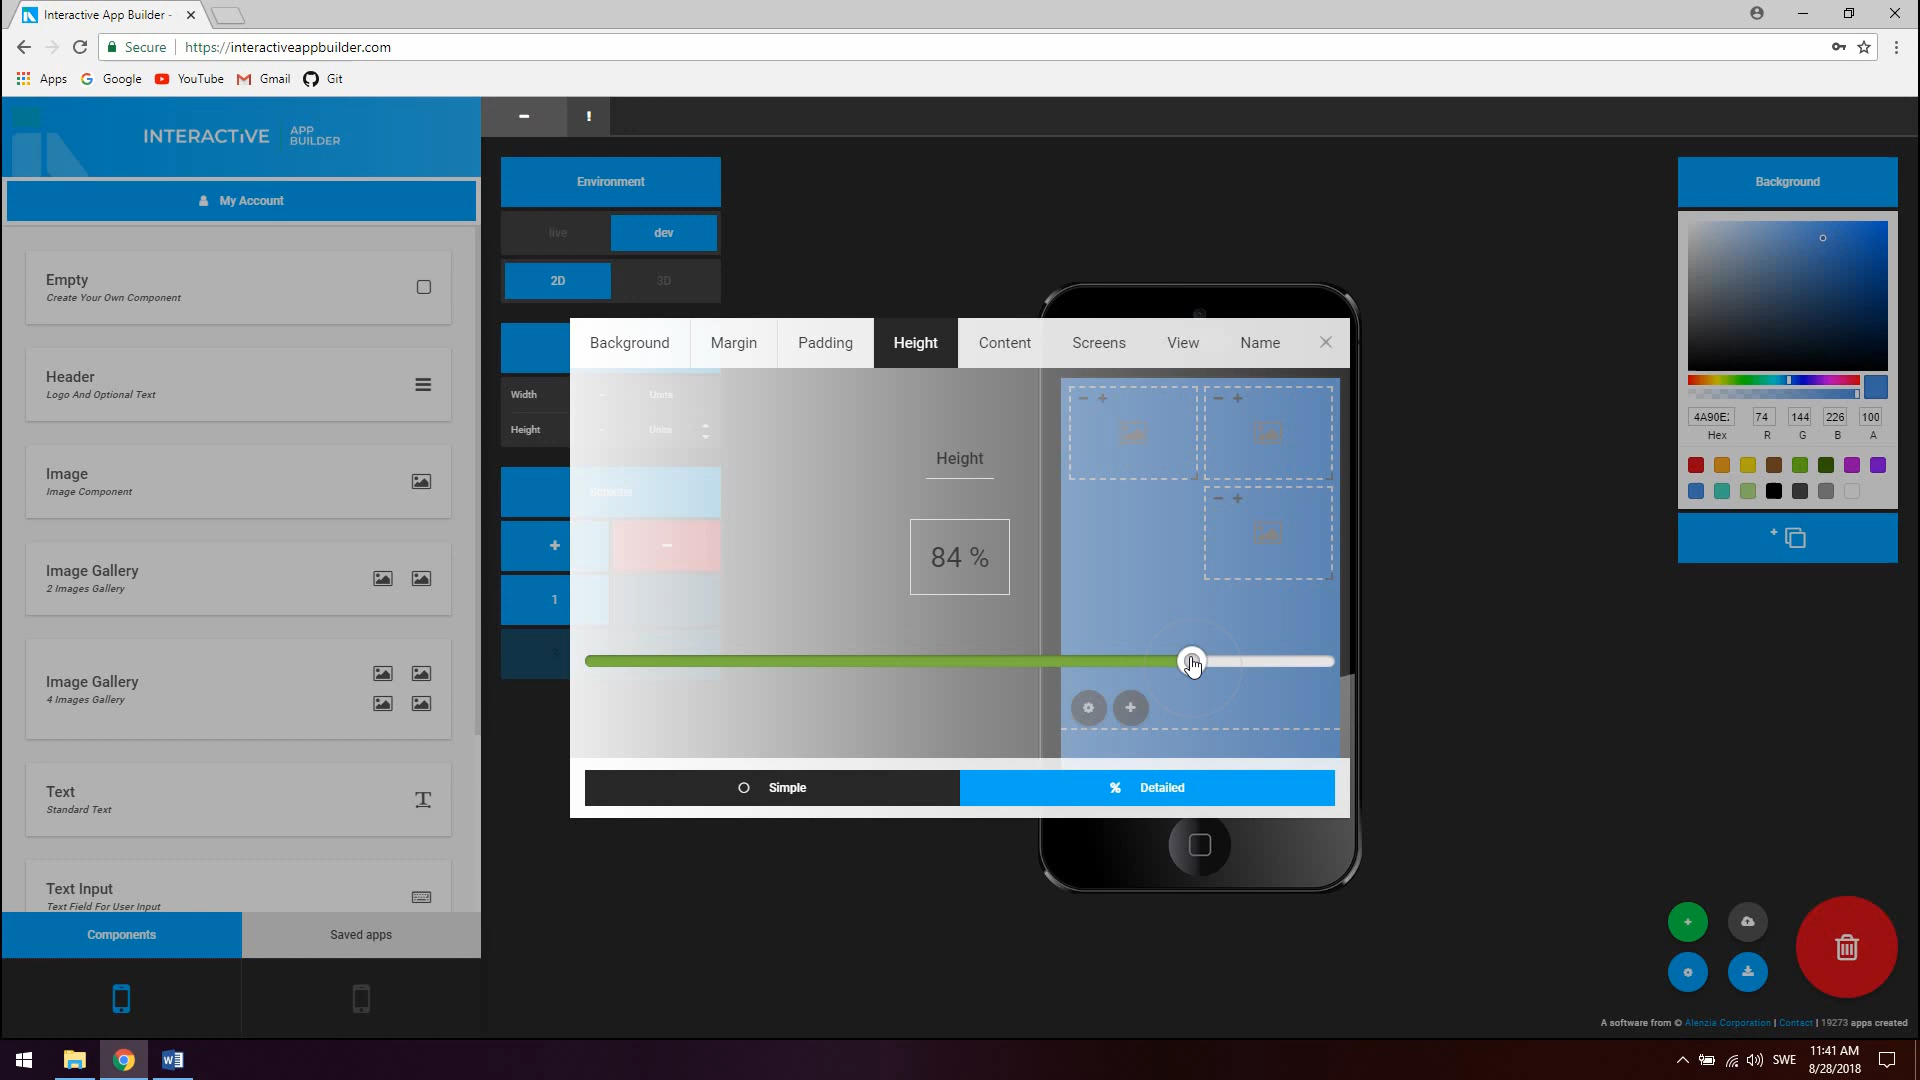 Interactive App Builder -
Secure
https://interactiveappbuilder.com
Apps
Google
YouTube
Gmail
Git
INTERACTiVE
APP
BUILDER
My Account
Empty
Create Your Own Component
Header
Logo And Optional Text
Image
Image Component
Image Gallery
2 Images Gallery
Image Gallery
4 Images Gallery
Text
Standard Text
Text Input
Text Field For User Input
Components
Saved apps
Environment
live
dev
2D
3D
Width
-
Units
Height
-
Units
1
Background
Margin
Padding
Height
Content
Screens
View
Name
Height
84 %
Simple
% Detailed
Background
4A90E2
74
144
226
100
Hex
R
G
B
A
A software from © Alenzia Corporation | Contact | 19273 apps created
SWE
11:41 AM
8/28/2018